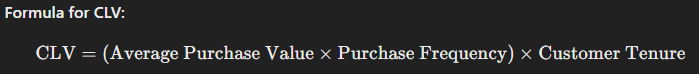 Formula for CLV:
CLV = (Average Purchase Value × Purchase Frequency) × Customer Tenure